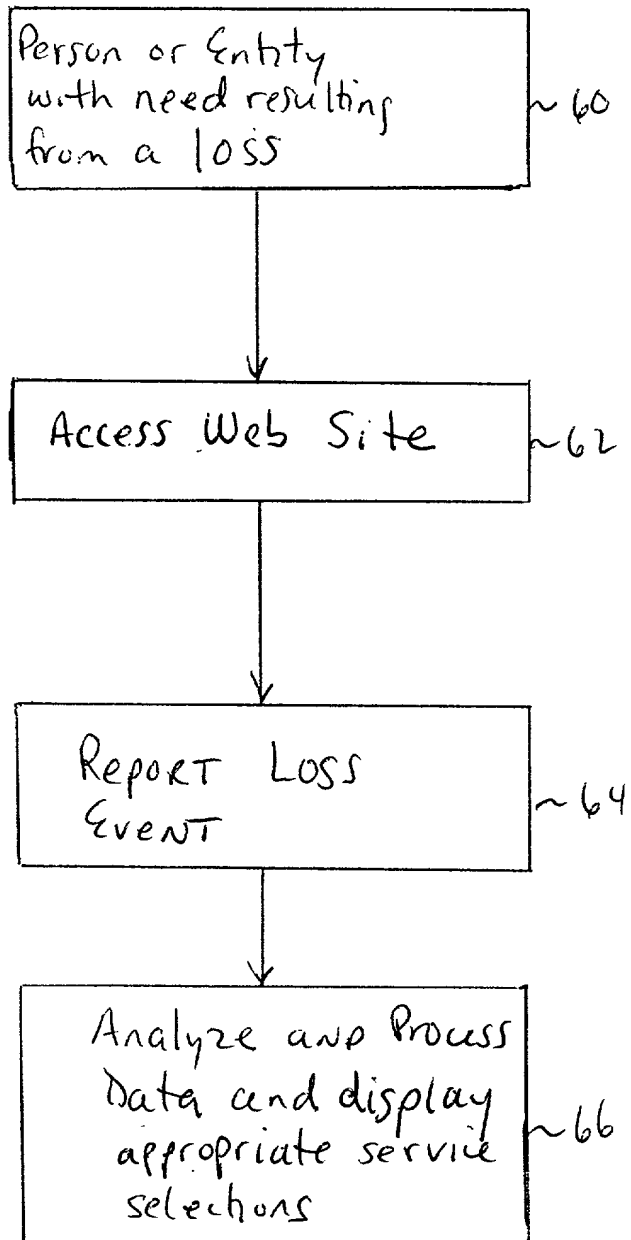 Person or Entity
with need resulting
from a loss
~ 60
Access Web Site
~ 62
Report Loss
Event
~ 64
Analyze and Process
Data and display
appropriate service
selections
~ 66